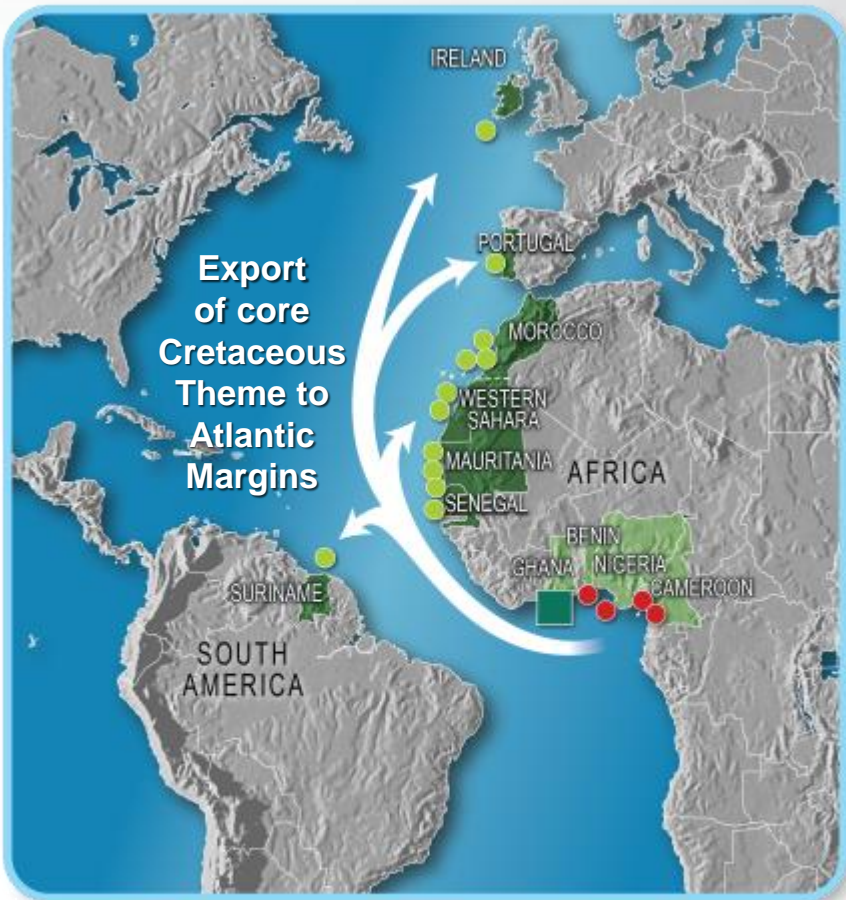 IRELAND
PORTUGAL
Export
of core
Cretaceous
Theme to
Atlantic
Margins
MOROCCO
WESTERN
SAHARA
MAURITANIA
AFRICA
SENEGAL
BENIN
GHANA
NIGERIA
CAMEROON
SURINAME
SOUTH
AMERICA